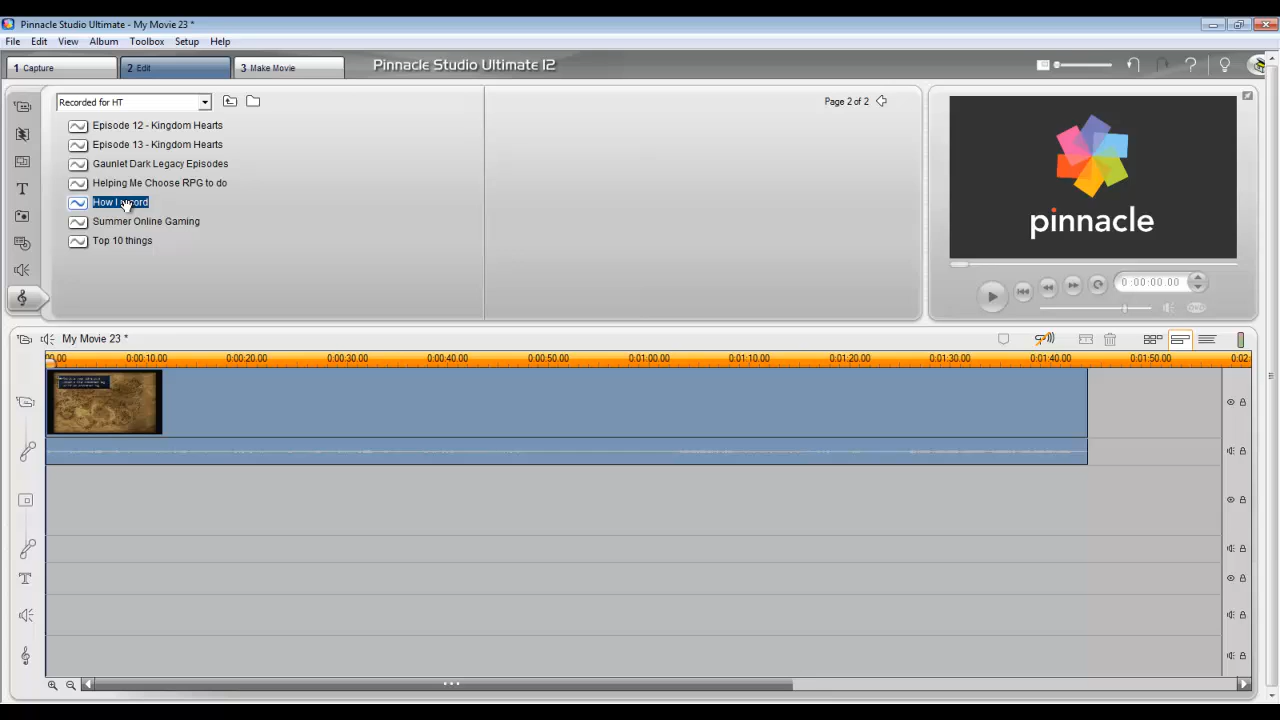 Pinnacle Studio Ultimate - My Movie 23 *
File Edit View Album Toolbox Setup Help
1 Capture 2 Edit 3 Make Movie Pinnacle Studio Ultimate 12
Recorded for HT Page 2 of 2
Episode 12 - Kingdom Hearts
Episode 13 - Kingdom Hearts
Gaunlet Dark Legacy Episodes
Helping Me Choose RPG to do
How I
Summer Online Gaming
Top 10 things
pinnacle
0:00:00.00
My Movie 23 *
00.00 0:00:10.00 0:00:20.00 0:00:30.00 0:00:40.00 0:00:50.00 0:01:00.00 0:01:10.00 0:01:20.00 0:01:30.00 0:01:40.00 0:01:50.00 0:02